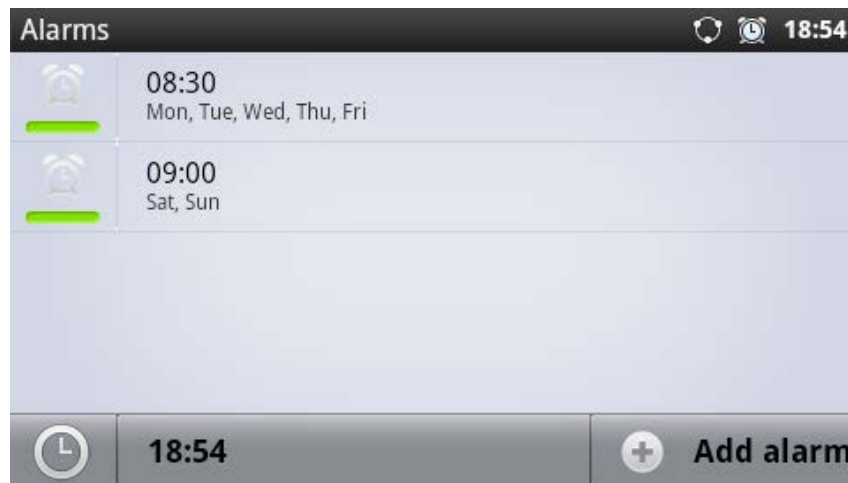 Alarms 18:54
08:30
Mon, Tue, Wed, Thu, Fri
09:00
Sat, Sun
18:54 Add alarm